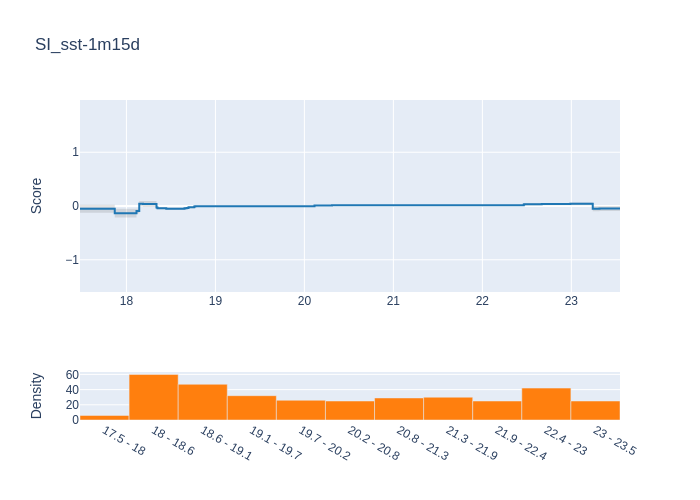 SI_sst-1m15d
Score
1
0
−1
18
19
20
21
22
23
Density
60
40
20
0
17.5 - 18
18 - 18.6
18.6 - 19.1
19.1 - 19.7
19.7 - 20.2
20.2 - 20.8
20.8 - 21.3
21.3 - 21.9
21.9 - 22.4
22.4 - 23
23 - 23.5